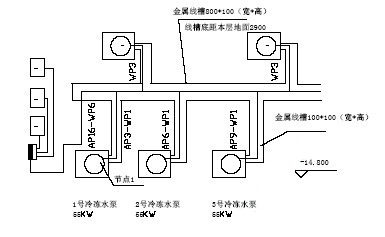 金属线槽800*100（宽*高）
线槽底距本层地面2900
WP3
WP3
AP16-WP6
AP3-WP1
AP6-WP1
AP9-WP1
金属线槽100*100（宽*高）
-14.800
节点1
1号冷冻水泵
55KW
2号冷冻水泵
55KW
3号冷冻水泵
55KW